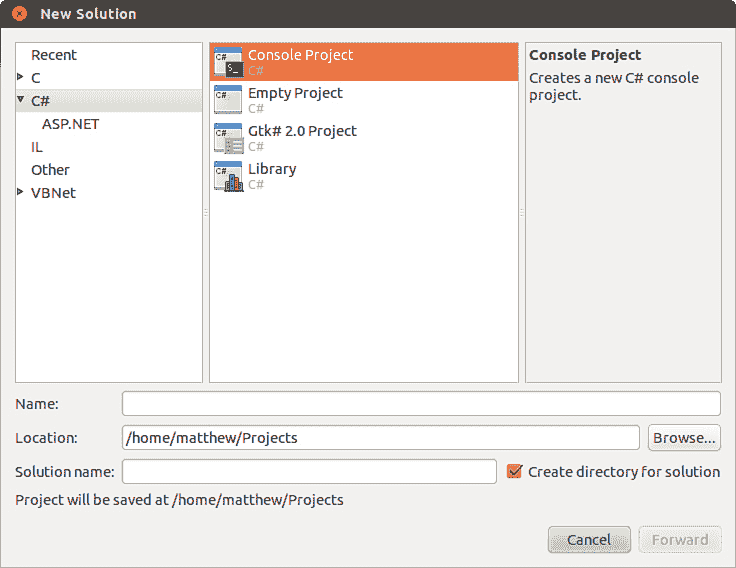 New Solution
Recent
C
C#
ASP.NET
IL
Other
VBNet
C#
Console Project
C#
C#
Empty Project
C#
C#
Gtk# 2.0 Project
C#
C#
Library
C#
Console Project
Creates a new C# console
project.
Name:
Location: /home/matthew/Projects Browse...
Solution name: Create directory for solution
Project will be saved at /home/matthew/Projects
Cancel Forward